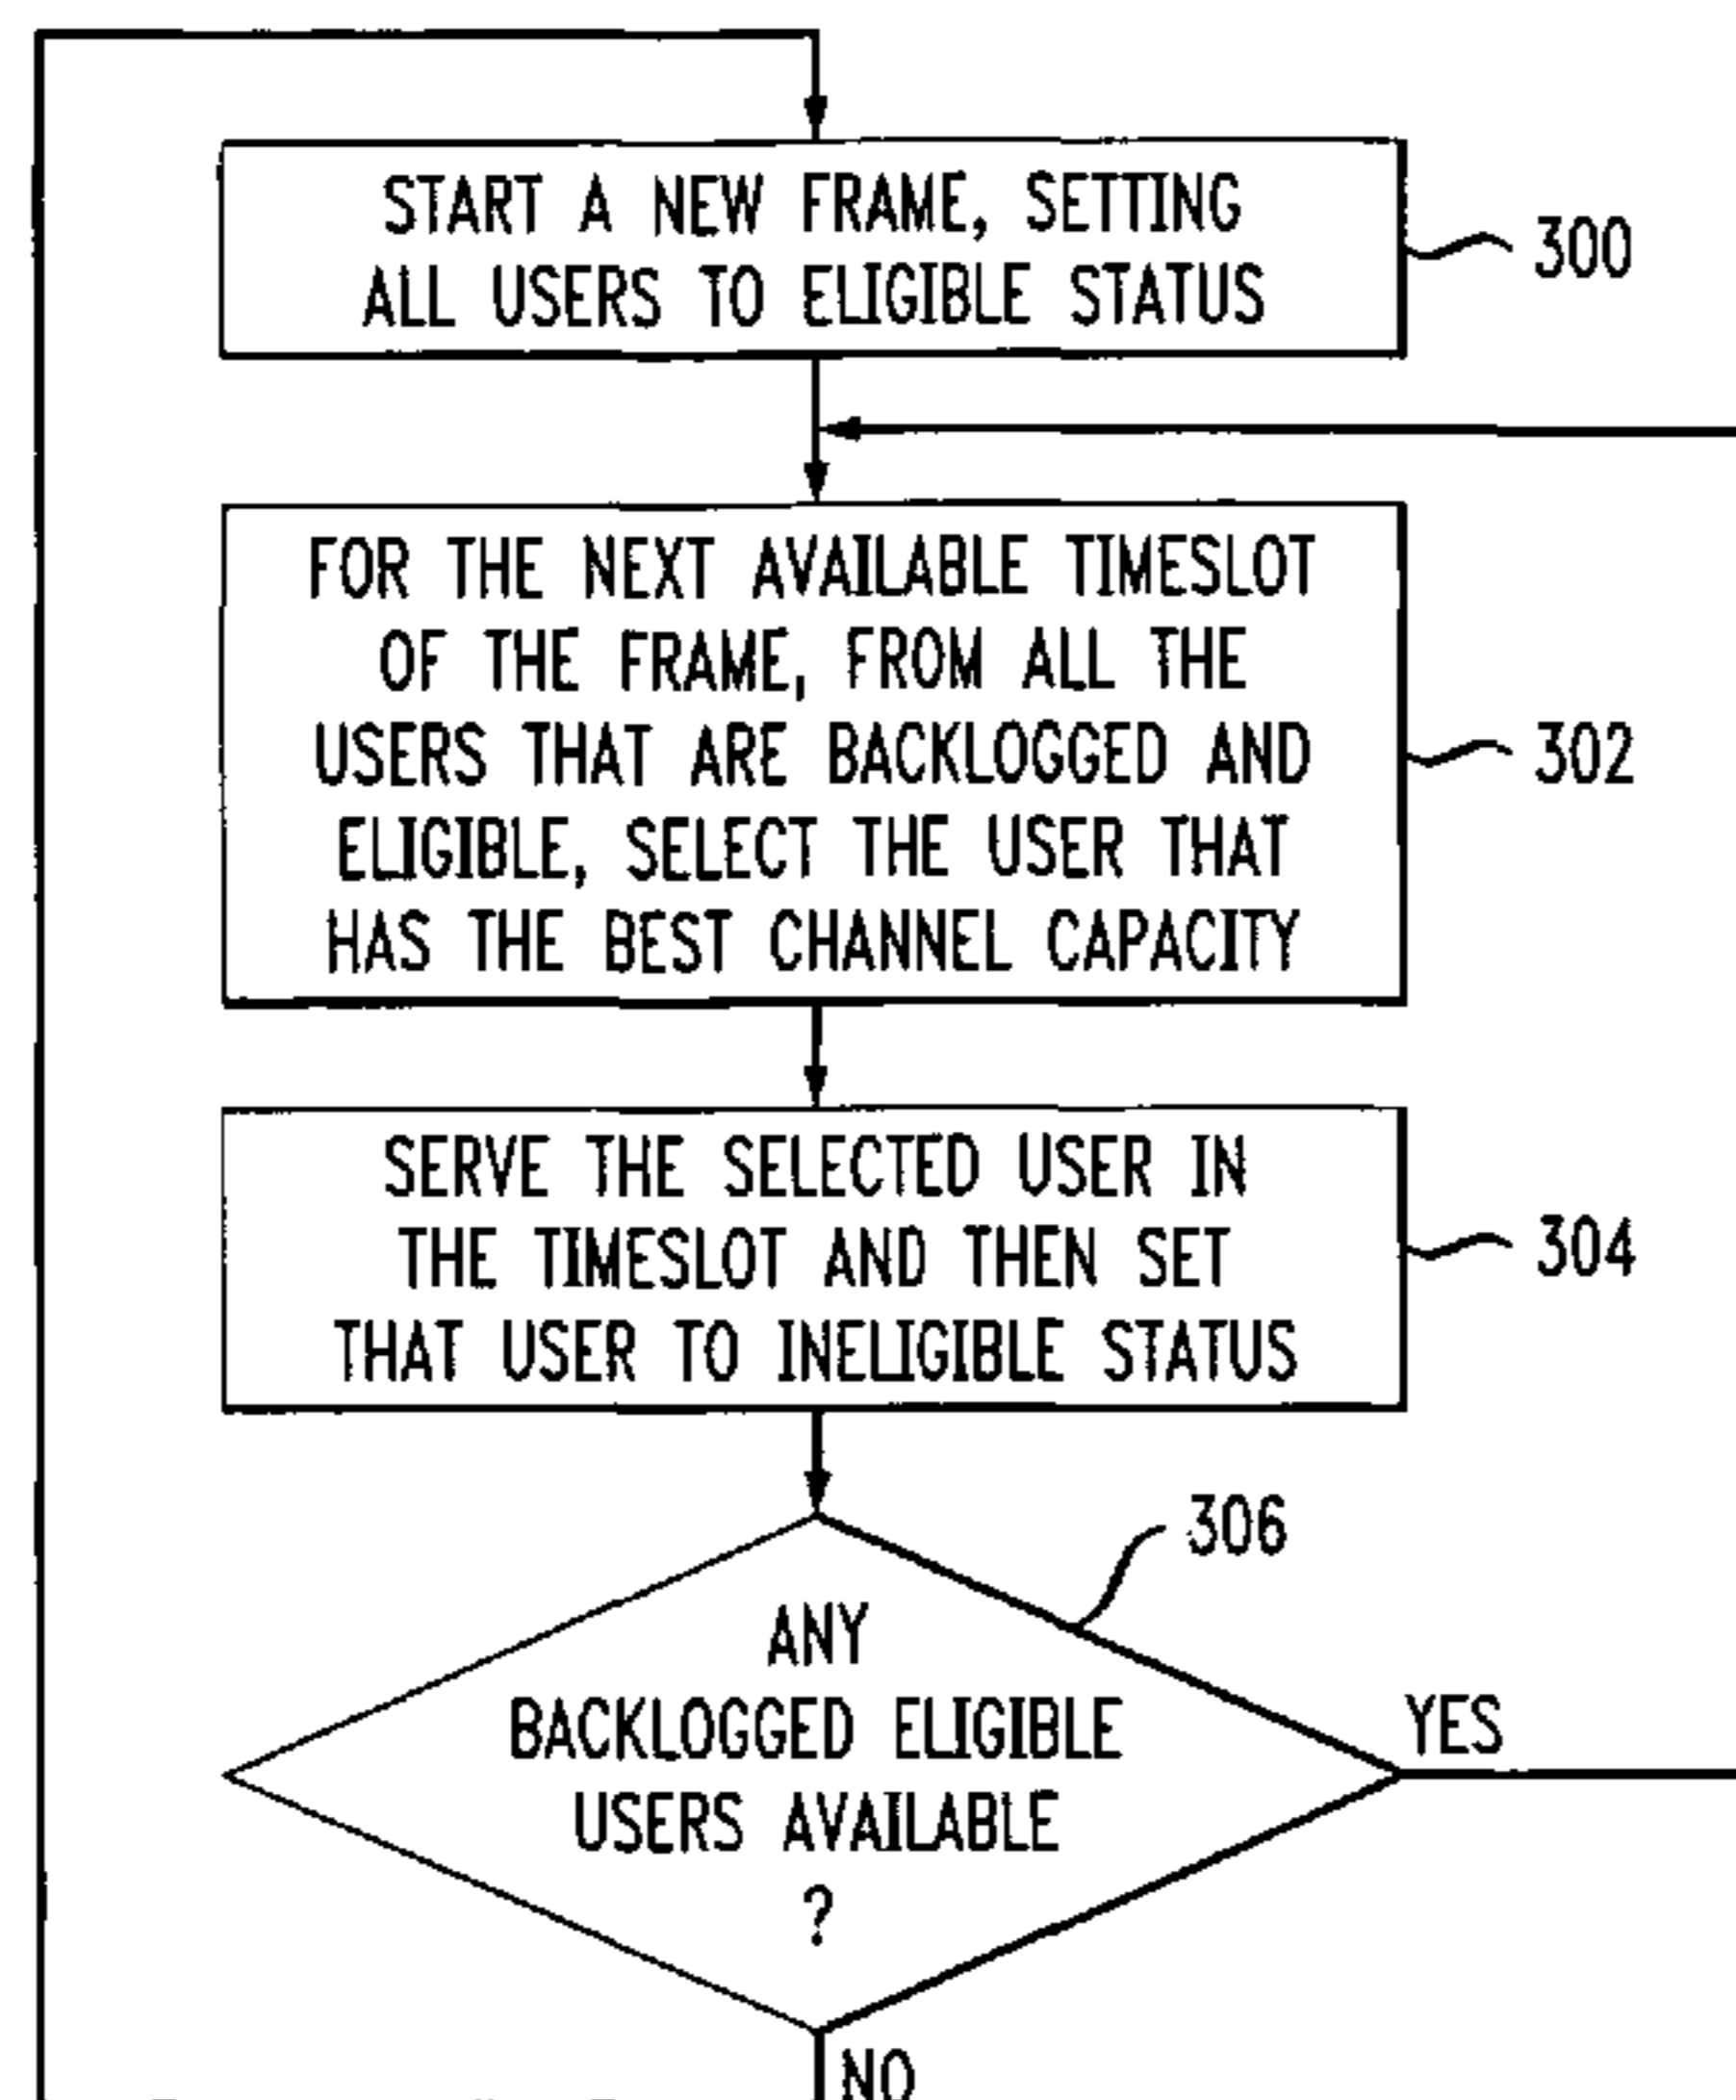 START A NEW FRAME, SETTING
ALL USERS TO ELIGIBLE STATUS
300
FOR THE NEXT AVAILABLE TIMESLOT
OF THE FRAME, FROM ALL THE
USERS THAT ARE BACKLOGGED AND
ELIGIBLE, SELECT THE USER THAT
HAS THE BEST CHANNEL CAPACITY
302
SERVE THE SELECTED USER IN
THE TIMESLOT AND THEN SET
THAT USER TO INELIGIBLE STATUS
304
306
ANY
BACKLOGGED ELIGIBLE
USERS AVAILABLE
?
YES
NO